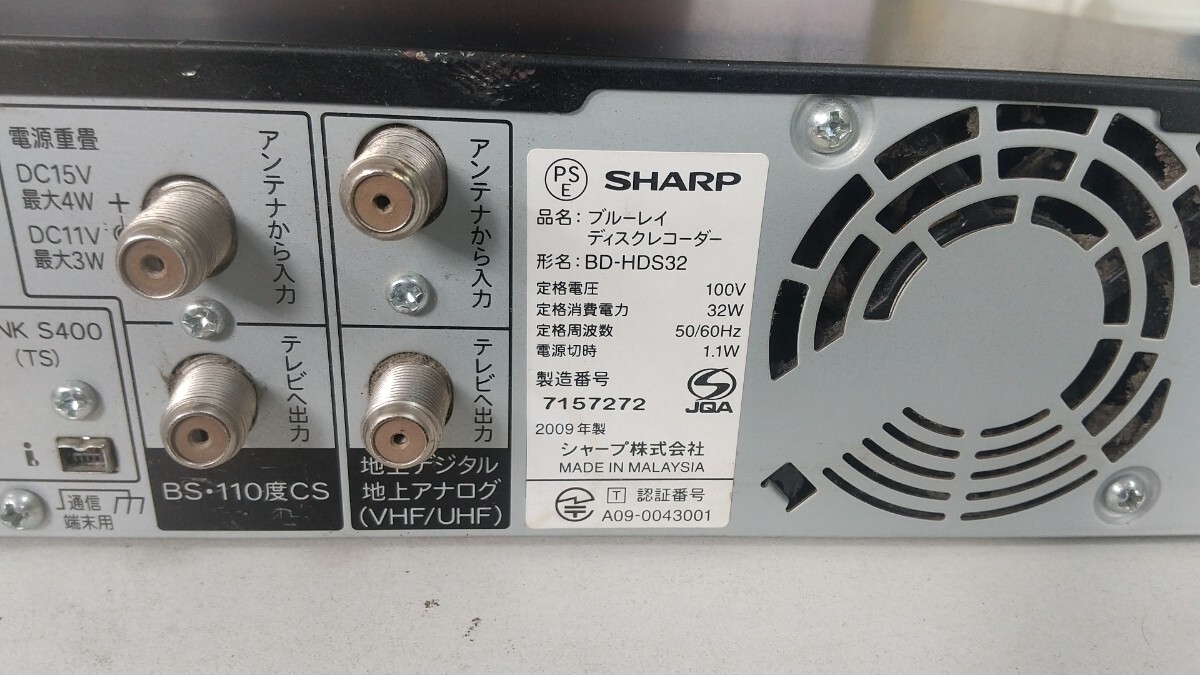 電源重畳
DC15V
最大4W
DC11V
最大3W
アンテナから入力
テレビへ出力
BS・110度CS
NK S400
(TS)
i
通信
端末用
アンテナから入力
テレビへ出力
地上デジタル
地上アナログ
(VHF/UHF)
PS
E
SHARP
品名: ブルーレイ
ディスクレコーダー
形名: BD-HDS32
定格電圧 100V
定格消費電力 32W
定格周波数 50/60Hz
電源切時 1.1W
製造番号
7157272
JQA
2009年製
シャープ株式会社
MADE IN MALAYSIA
T 認証番号
A09-0043001